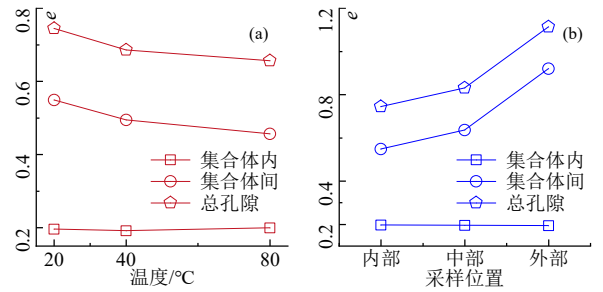 0.8
e
(a)
0.6
0.4
0.2
集合体内
集合体间
总孔隙
20
40
80
温度/℃
1.2
e
(b)
0.8
0.4
0.2
集合体内
集合体间
总孔隙
内部
中部
外部
采样位置